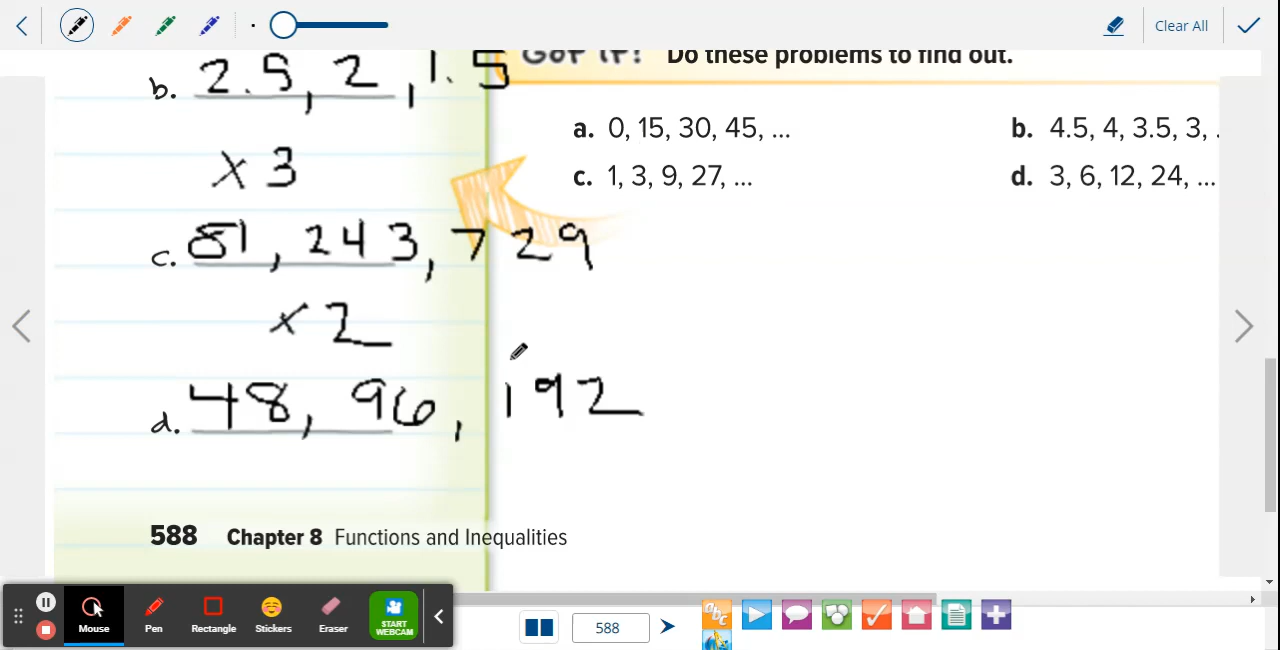 Clear All
Got It? Do these problems to find out.
b. 2.5, 2, 1.5
a. 0, 15, 30, 45, ...
b. 4.5, 4, 3.5, 3, .
× 3
c. 1, 3, 9, 27, ...
d. 3, 6, 12, 24, ...
c. 81, 243, 729
× 2
d. 48, 96, 192
588 Chapter 8 Functions and Inequalities
Mouse
Pen
Rectangle
Stickers
Eraser
START
WEBCAM
588
abc